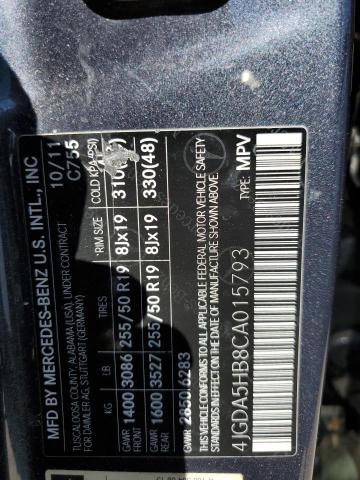 MFD BY MERCEDES-BENZ U.S. INTL., INC
TUSCALOOSA COUNTY, ALABAMA (USA), UNDER CONTRACT
FOR DAIMLER AG, STUTTGART (GERMANY)
10/11
C755
KG LB TIRES RIM SIZE COLD (KPA/PSI)
GAWR FRONT 1400 3086 255/50 R19 8Jx19
GAWR REAR 1600 3527 255/50 R19 8Jx19 330(48)
GVWR 2850 6283
THIS VEHICLE CONFORMS TO ALL
APPLICABLE FEDERAL MOTOR VEHICLE SAFETY
STANDARDS IN EFFECT ON THE DATE OF
MANUFACTURE SHOWN ABOVE.
4JGDA5HB8CA015793
TYPE: MPV